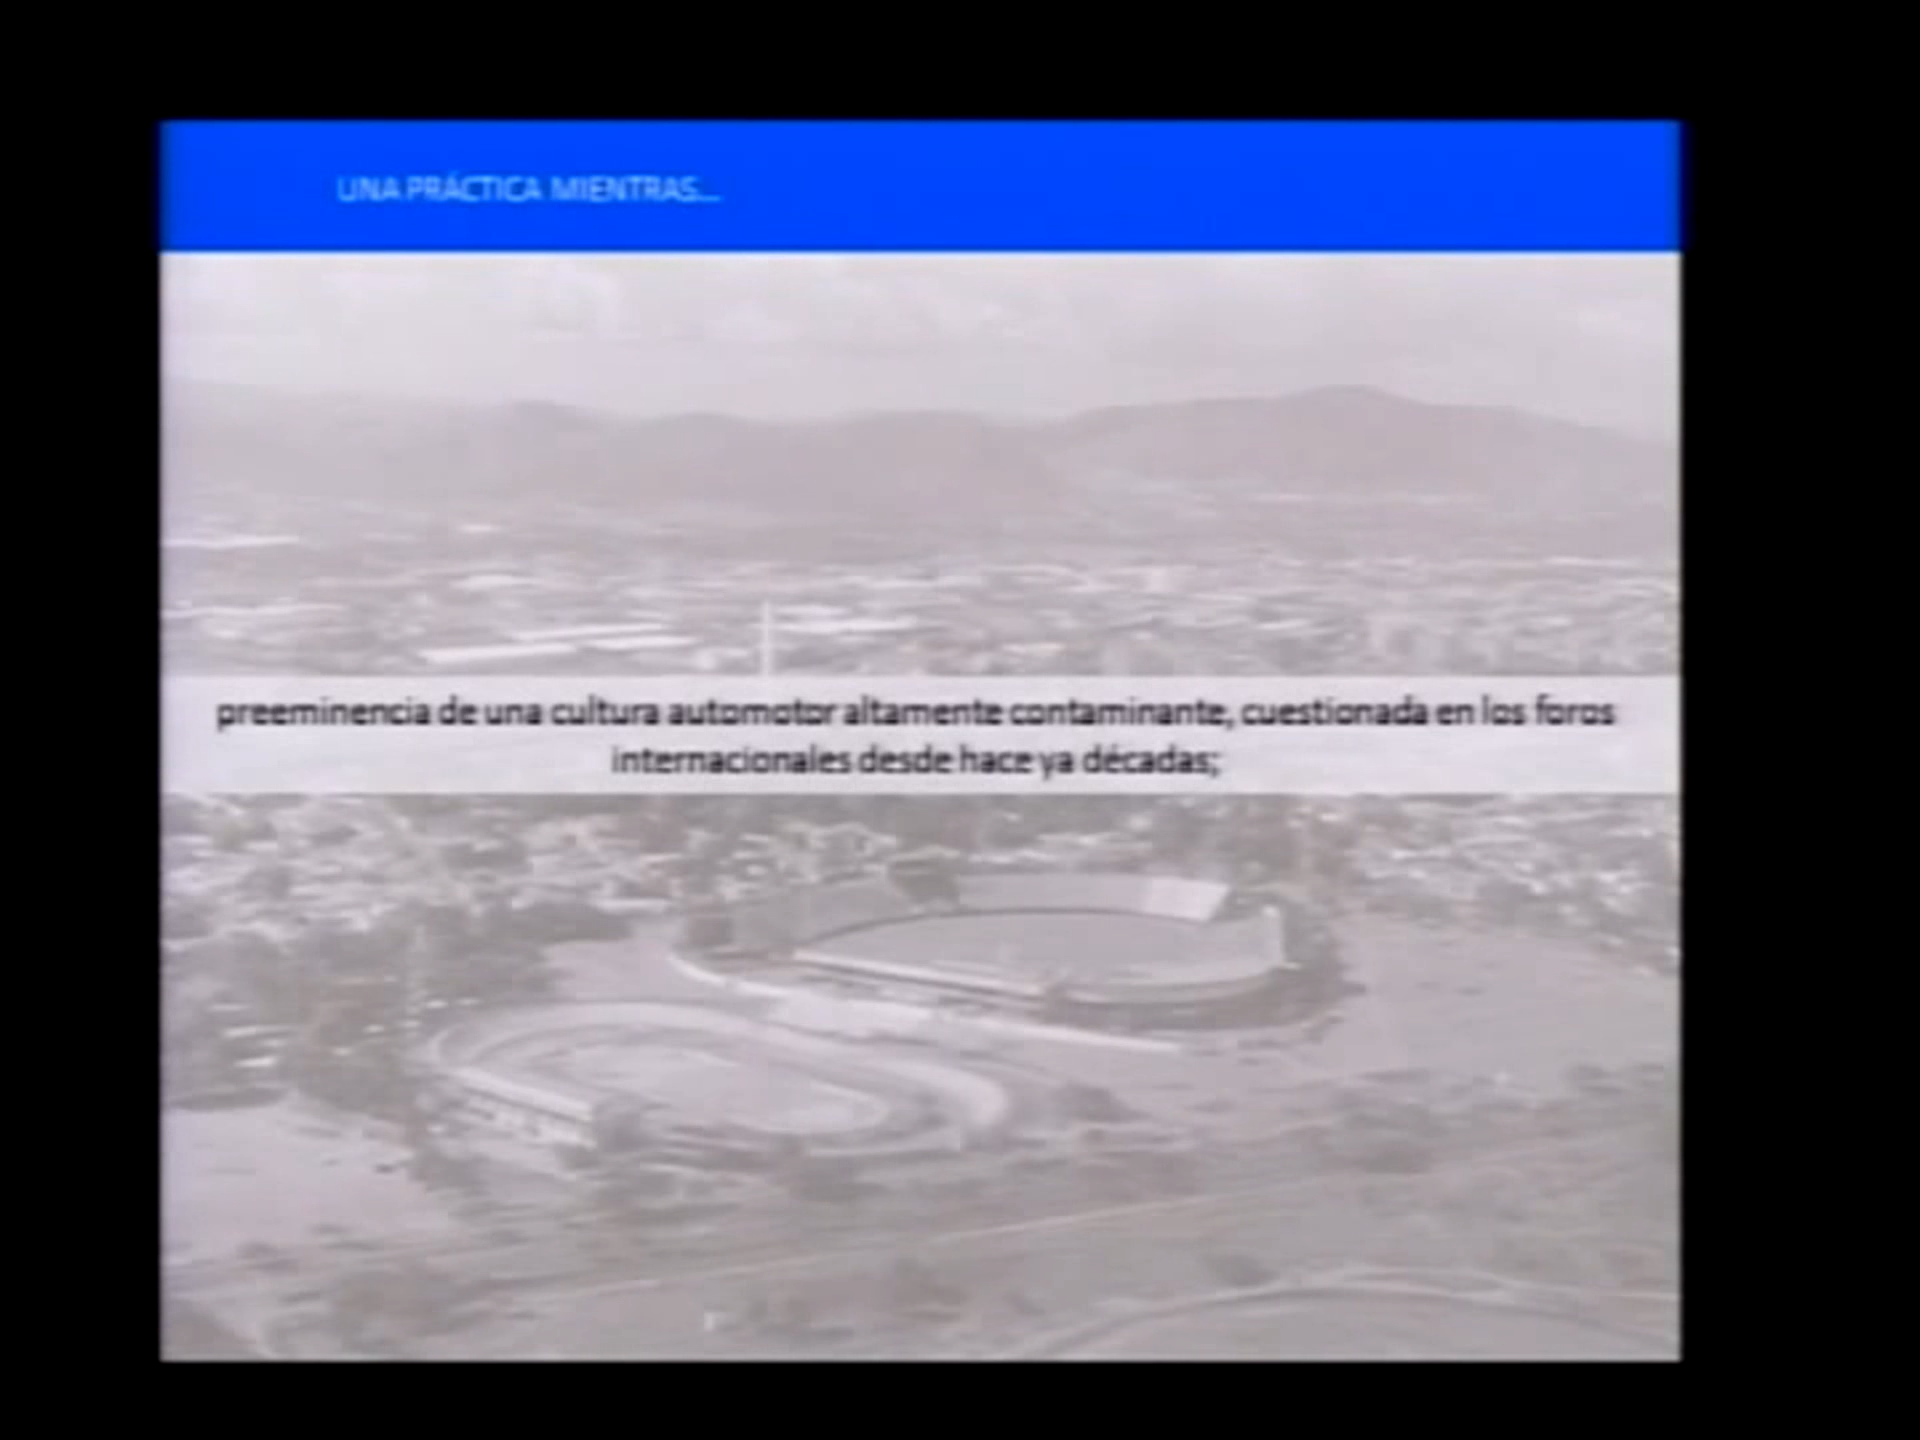 UNA PRÁCTICA MIENTRAS...
preeminencia de una cultura automotor altamente contaminante, cuestionada en los foros
internacionales desde hace ya décadas;